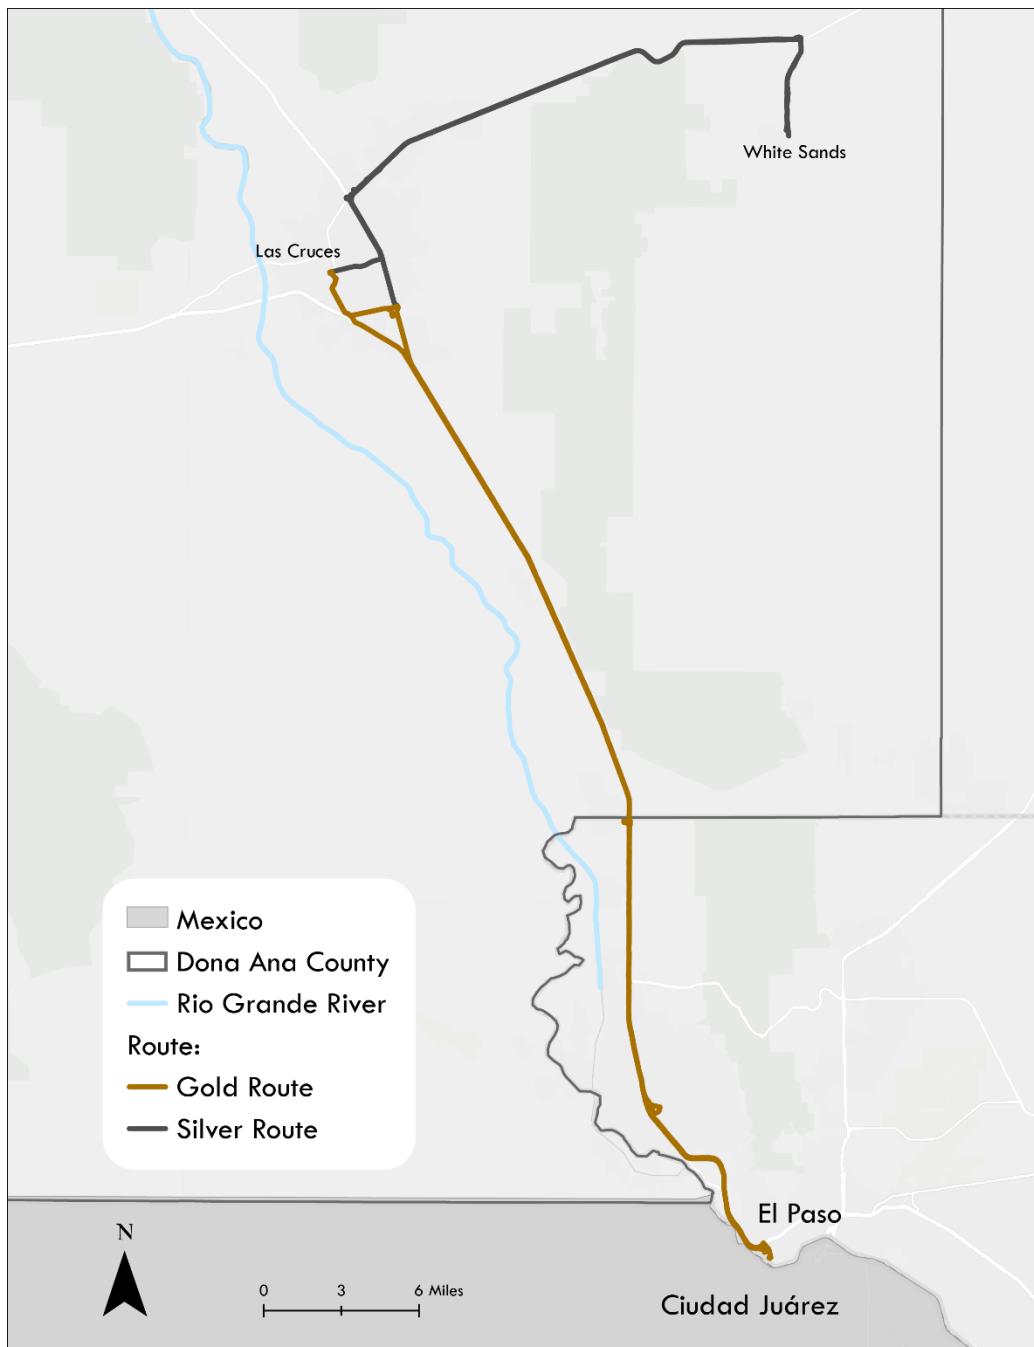 White Sands
Las Cruces
Mexico
Dona Ana County
Rio Grande River
Route:
Gold Route
Silver Route
El Paso
N
0 3 6 Miles
Ciudad Juárez